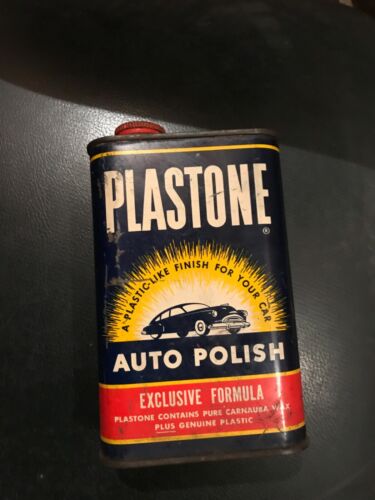 PLASTONE
®
A PLASTIC-LIKE FINISH FOR YOUR CAR
AUTO POLISH
EXCLUSIVE FORMULA
PLASTONE CONTAINS PURE CARNAUBA WAX
PLUS GENUINE PLASTIC